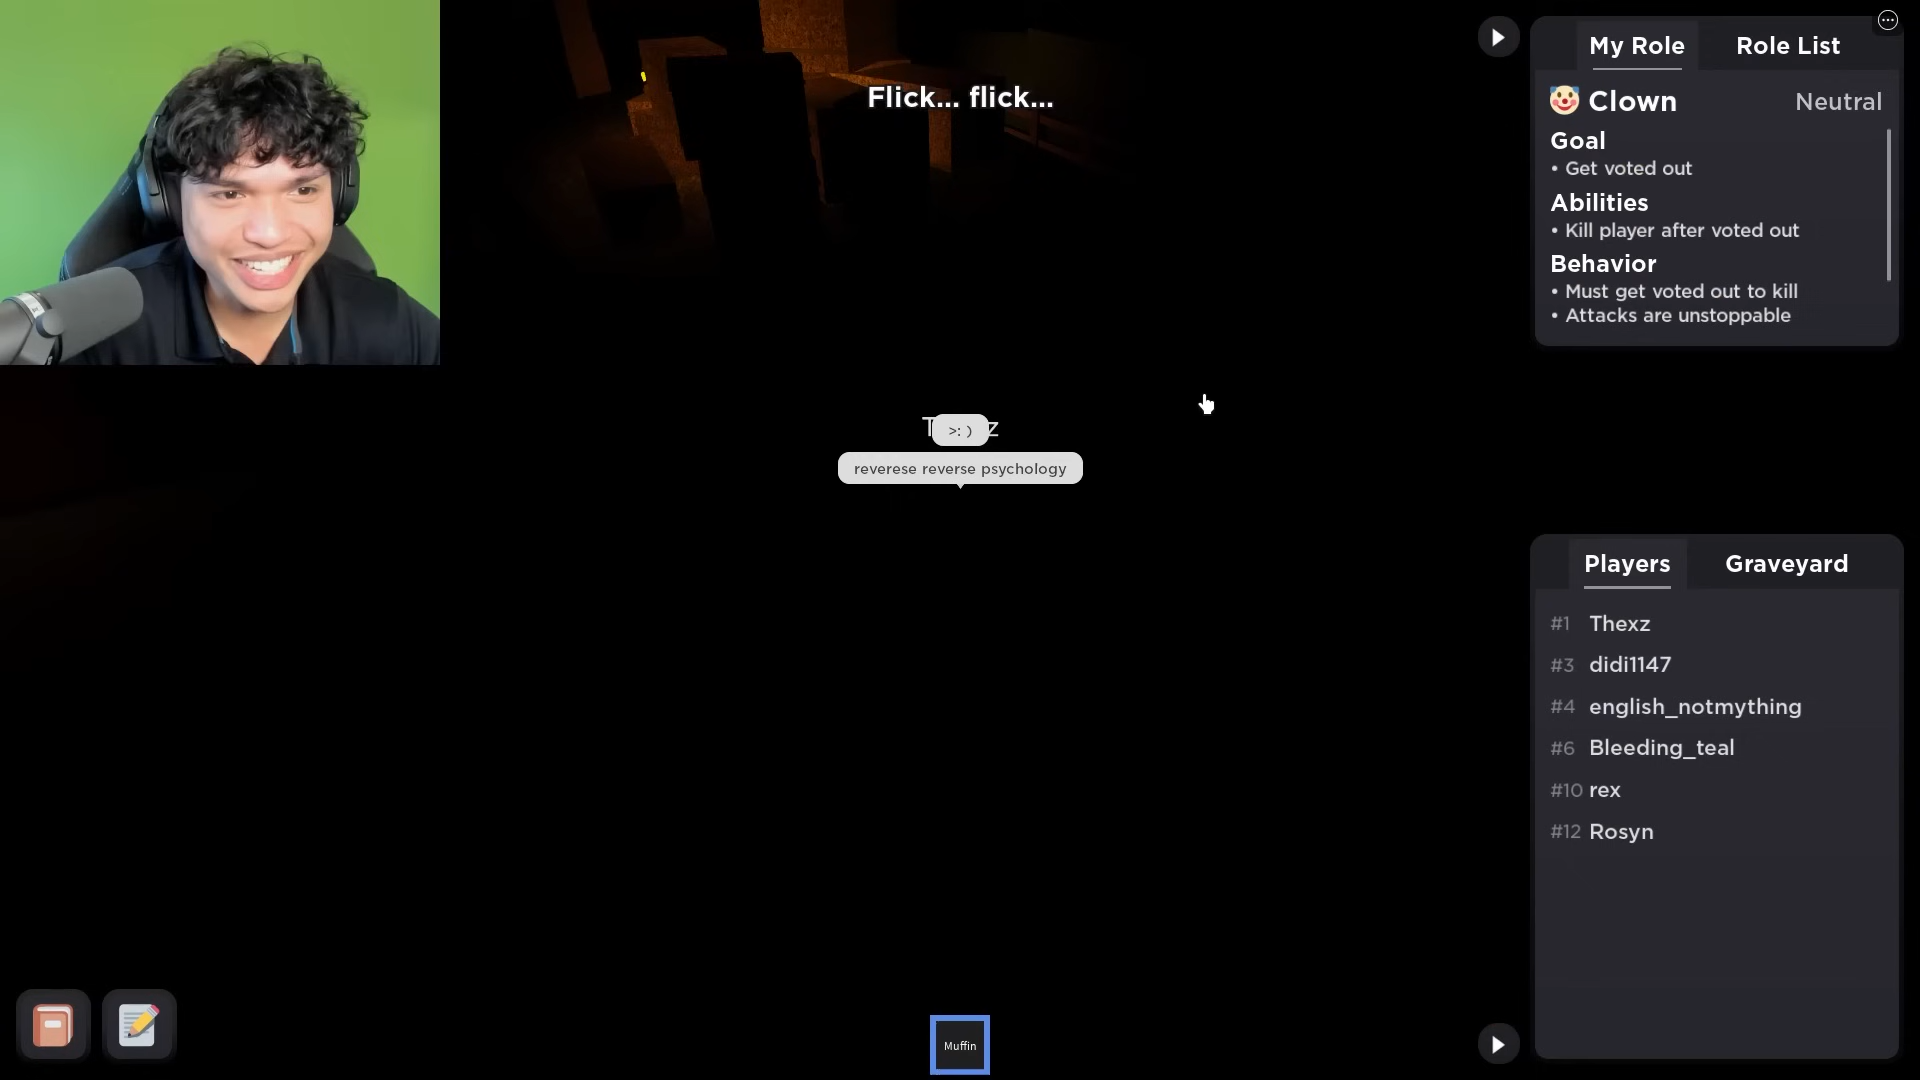 Flick... flick...
My Role
Role List
Clown
Neutral
Goal
• Get voted out
Abilities
• Kill player after voted out
Behavior
• Must get voted out to kill
• Attacks are unstoppable
>: )
reverese reverse psychology
Players
Graveyard
#1 Thexz
#3 didi1147
#4 english_notmything
#6 Bleeding_teal
#10 rex
#12 Rosyn
Muffin